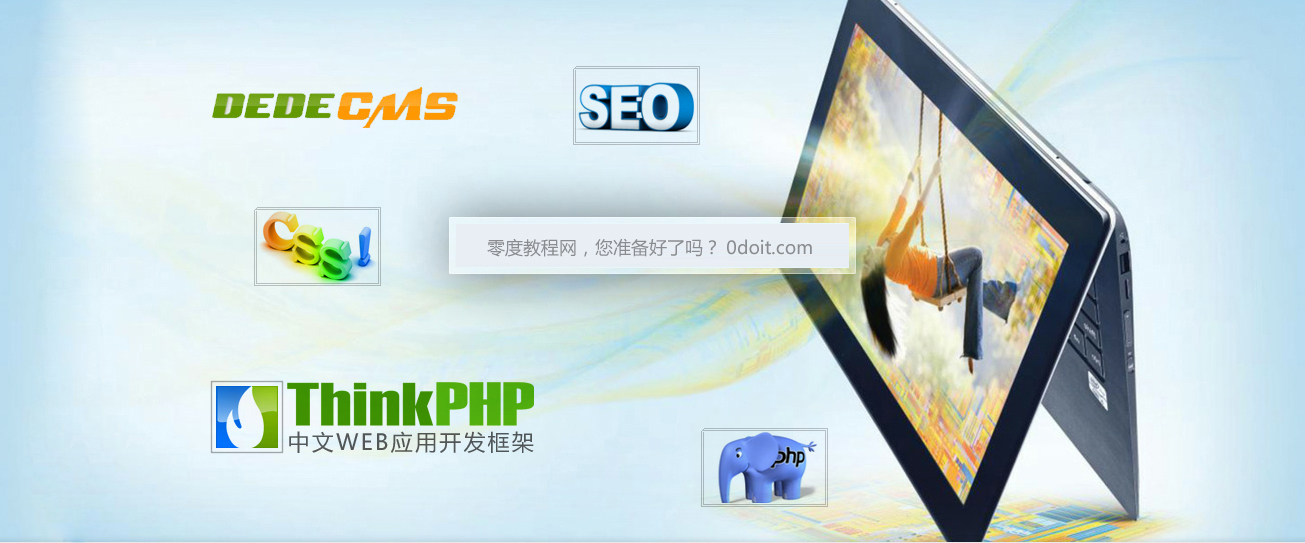 DEDECMS
SEO
CSS!
零度教程网，您准备好了吗？ 0doit.com
ThinkPHP
中文WEB应用开发框架
php